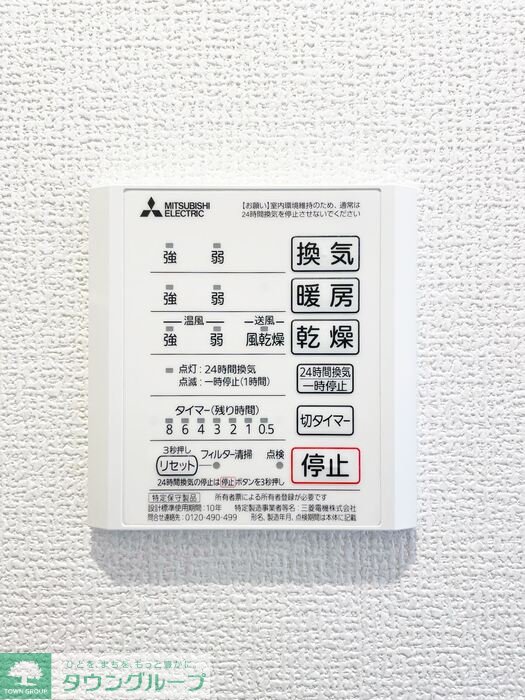 MITSUBISHI
ELECTRIC
【お願い】室内環境維持のため、通常は
24時間換気を停止させないでください
強 弱 換気
強 弱 暖房
温風 送風
強 弱 風乾燥 乾燥
点灯：24時間換気
点滅：一時停止(1時間)
24時間換気
一時停止
タイマー(残り時間)
8 6 4 3 2 1 0.5
切タイマー
3秒押し
リセット フィルター清掃 点検
停止
24時間換気の停止は停止ボタンを3秒押し
特定保守製品 所有者票による所有者登録が必要です
設計標準使用期間：10年 特定製造事業者等名：三菱電機株式会社
問合せ連絡先：0120-490-499 形名、製造年月、点検期間は本体に記載
TOWN GROUP
ひとを、まちを、もっと豊かに。
タウングループ